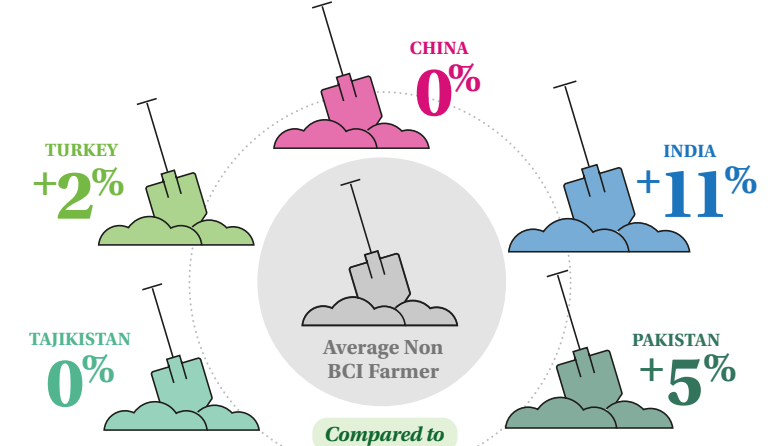 CHINA
0%
TURKEY
+2%
INDIA
+11%
TAJIKISTAN
0%
Average Non
BCI Farmer
PAKISTAN
+5%
Compared to